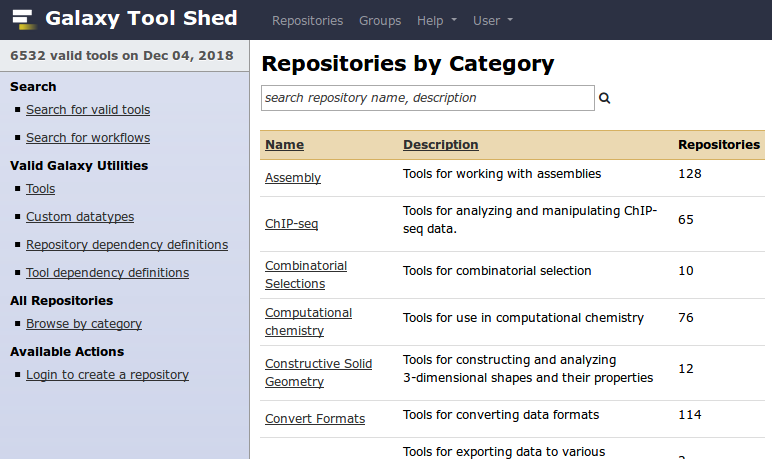 Galaxy Tool Shed
Repositories Groups Help User
6532 valid tools on Dec 04, 2018
Search
Search for valid tools
Search for workflows
Valid Galaxy Utilities
Tools
Custom datatypes
Repository dependency definitions
Tool dependency definitions
All Repositories
Browse by category
Available Actions
Login to create a repository
Repositories by Category
search repository name, description
Name Description Repositories
Assembly Tools for working with assemblies 128
ChIP-seq Tools for analyzing and manipulating ChIP-
seq data. 65
Combinatorial
Selections Tools for combinatorial selection 10
Computational
chemistry Tools for use in computational chemistry 76
Constructive Solid Tools for constructing and analyzing
Geometry 3-dimensional shapes and their properties 12
Convert Formats Tools for converting data formats 114
Tools for exporting data to various